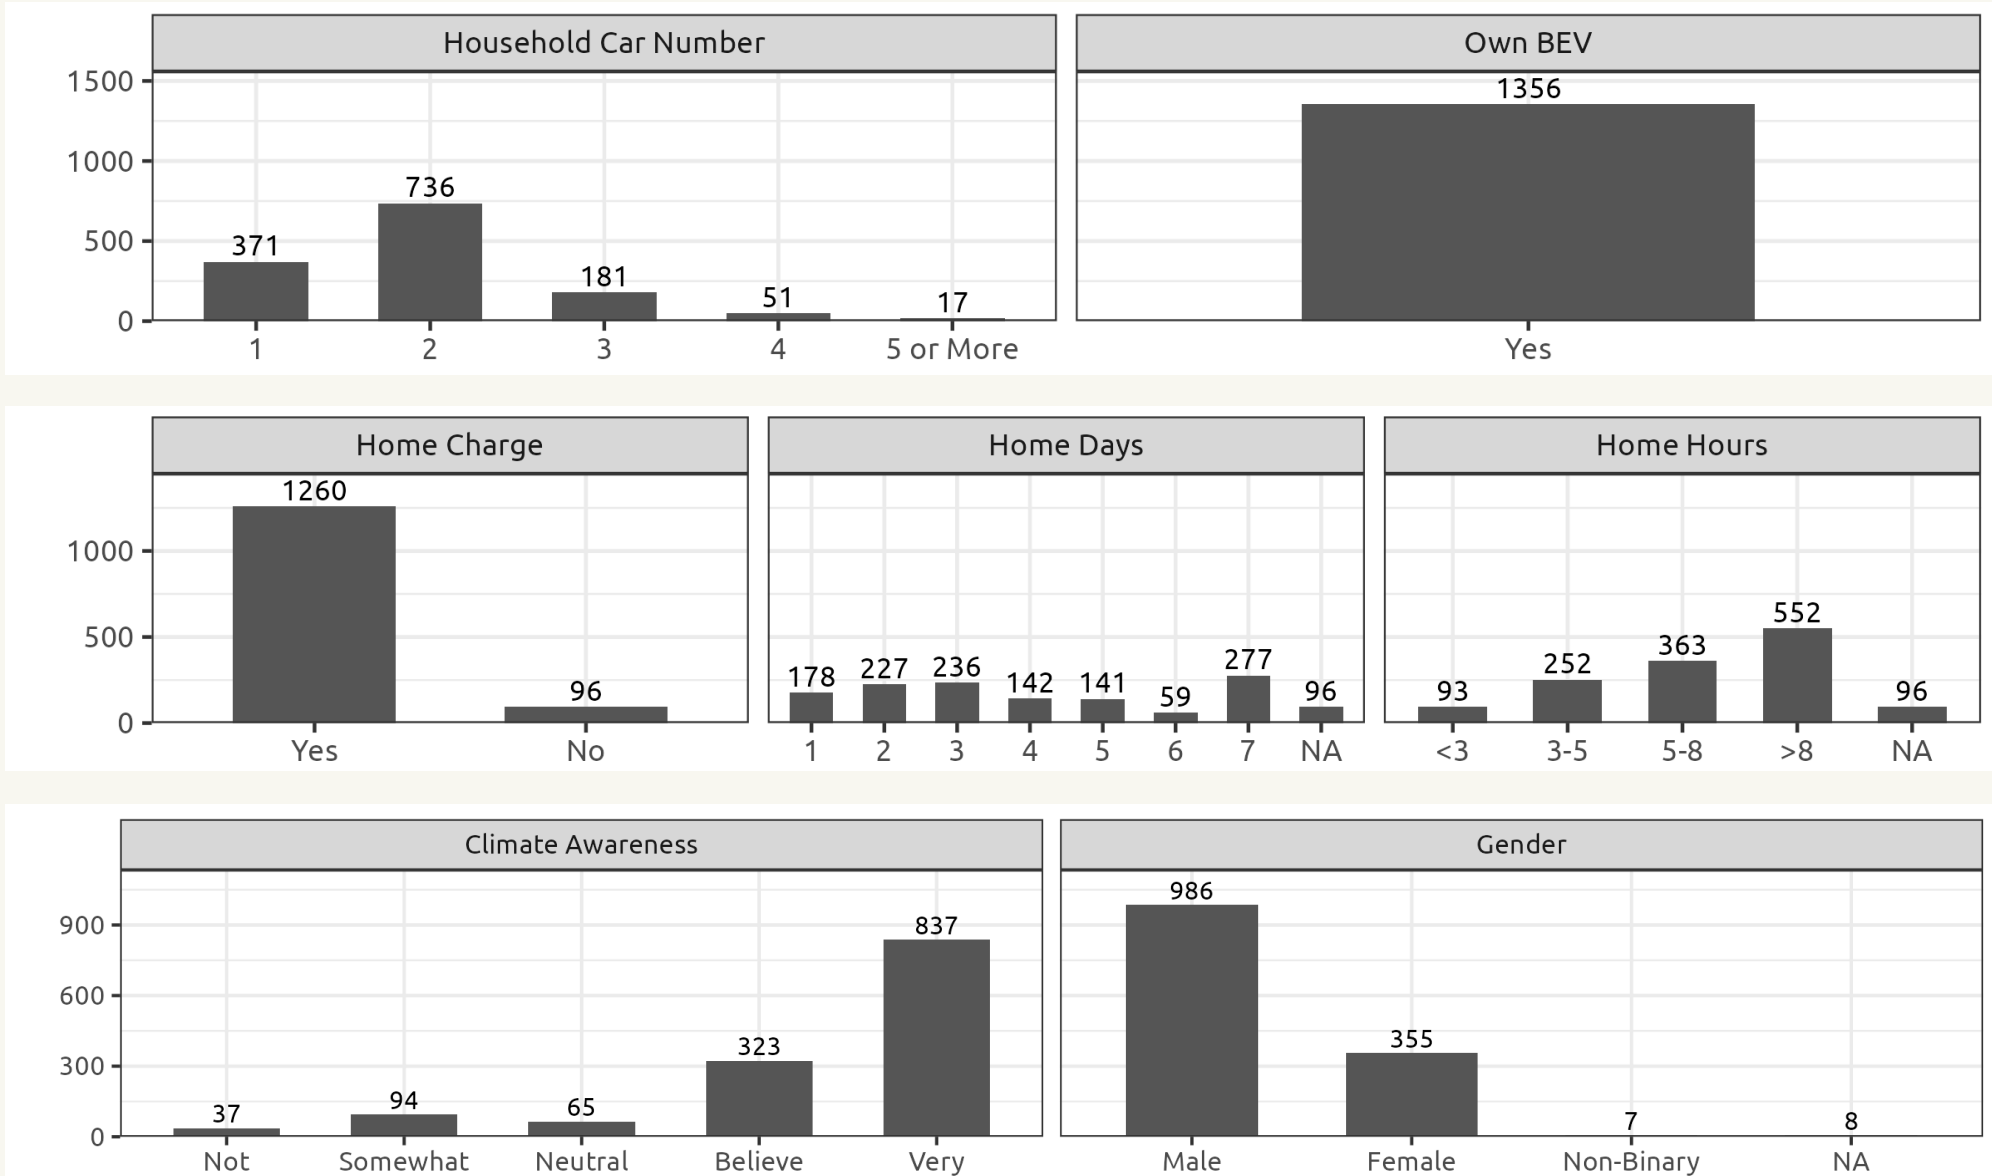 Household Car Number
Own BEV
1500
1000
500
0
371
736
181
51
17
1356
1
2
3
4
5 or More
Yes
Home Charge
Home Days
Home Hours
1000
500
0
1260
96
178
227
236
142
141
59
277
96
93
252
363
552
96
Yes
No
1
2
3
4
5
6
7
NA
<3
3-5
5-8
>8
NA
Climate Awareness
Gender
900
600
300
0
37
94
65
323
837
986
355
7
8
Not
Somewhat
Neutral
Believe
Very
Male
Female
Non-Binary
NA